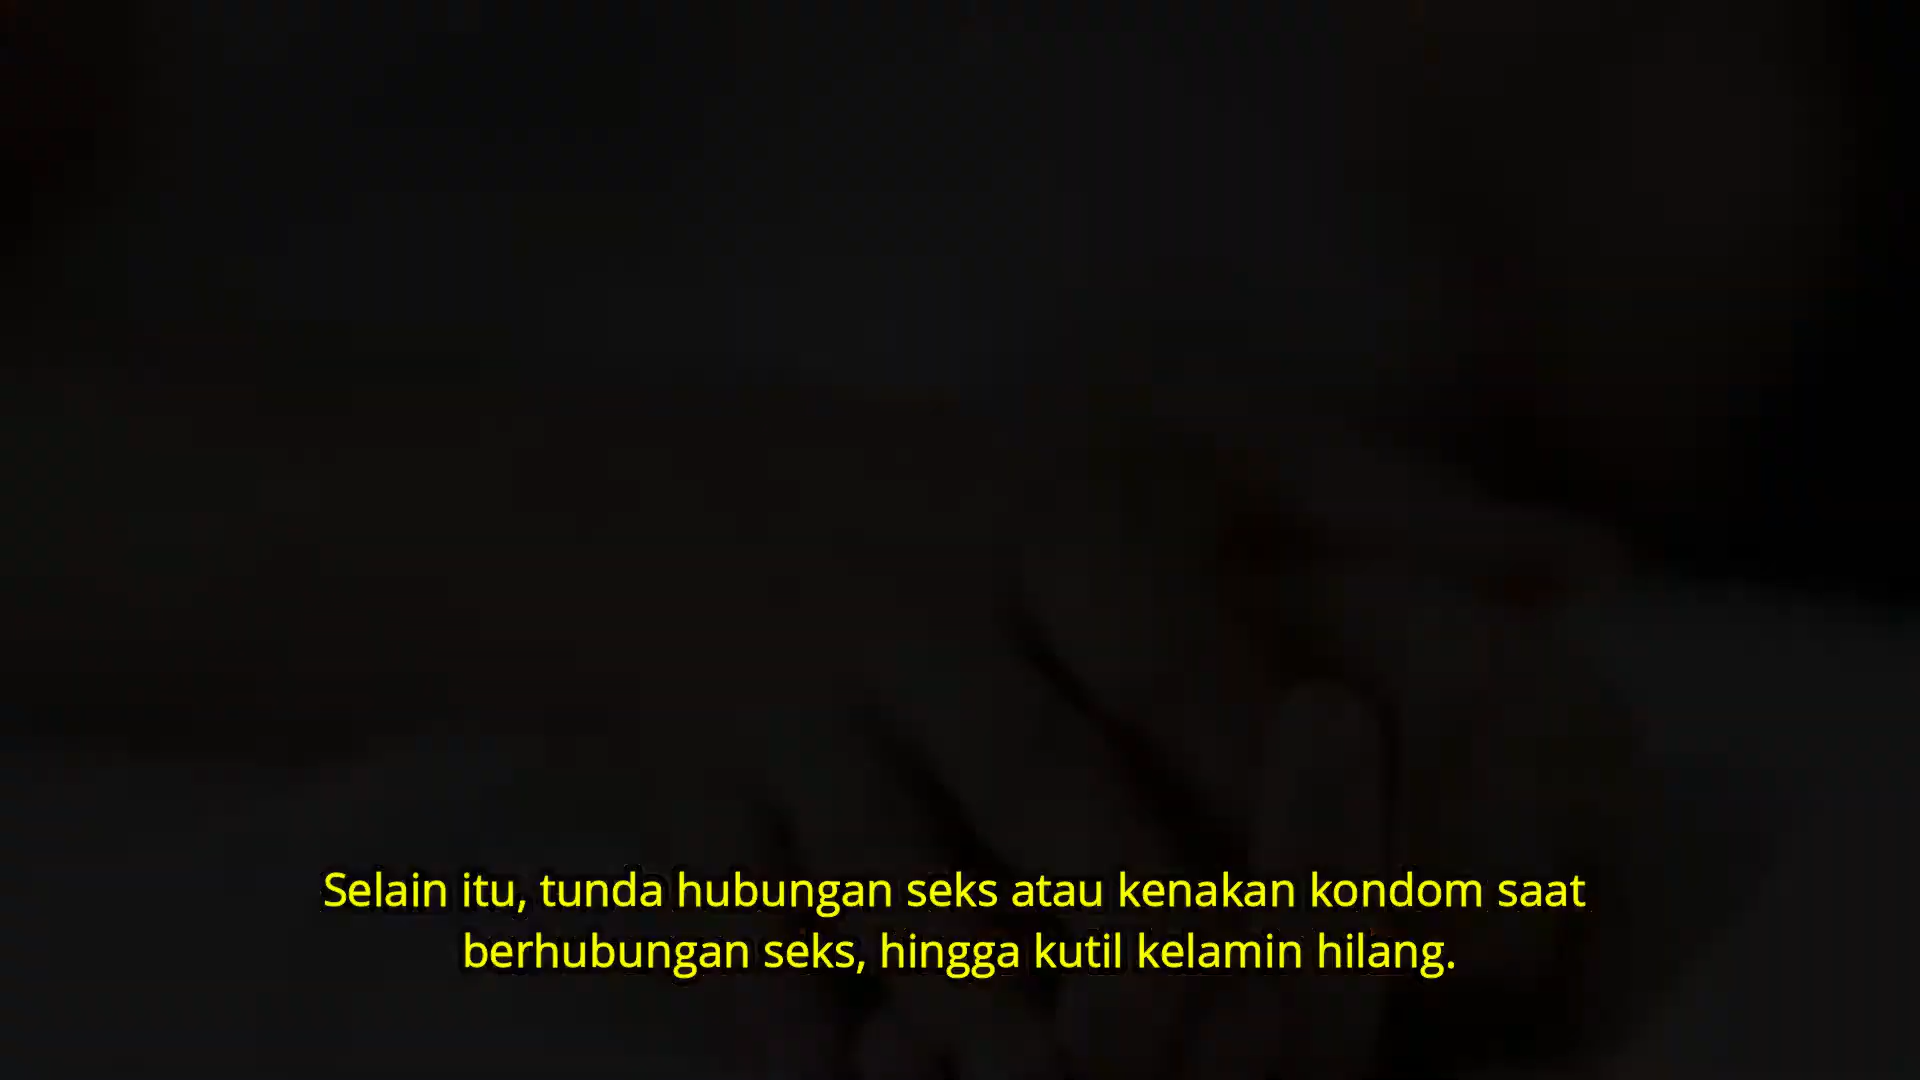 Selain itu, tunda hubungan seks atau kenakan kondom saat
berhubungan seks, hingga kutil kelamin hilang.